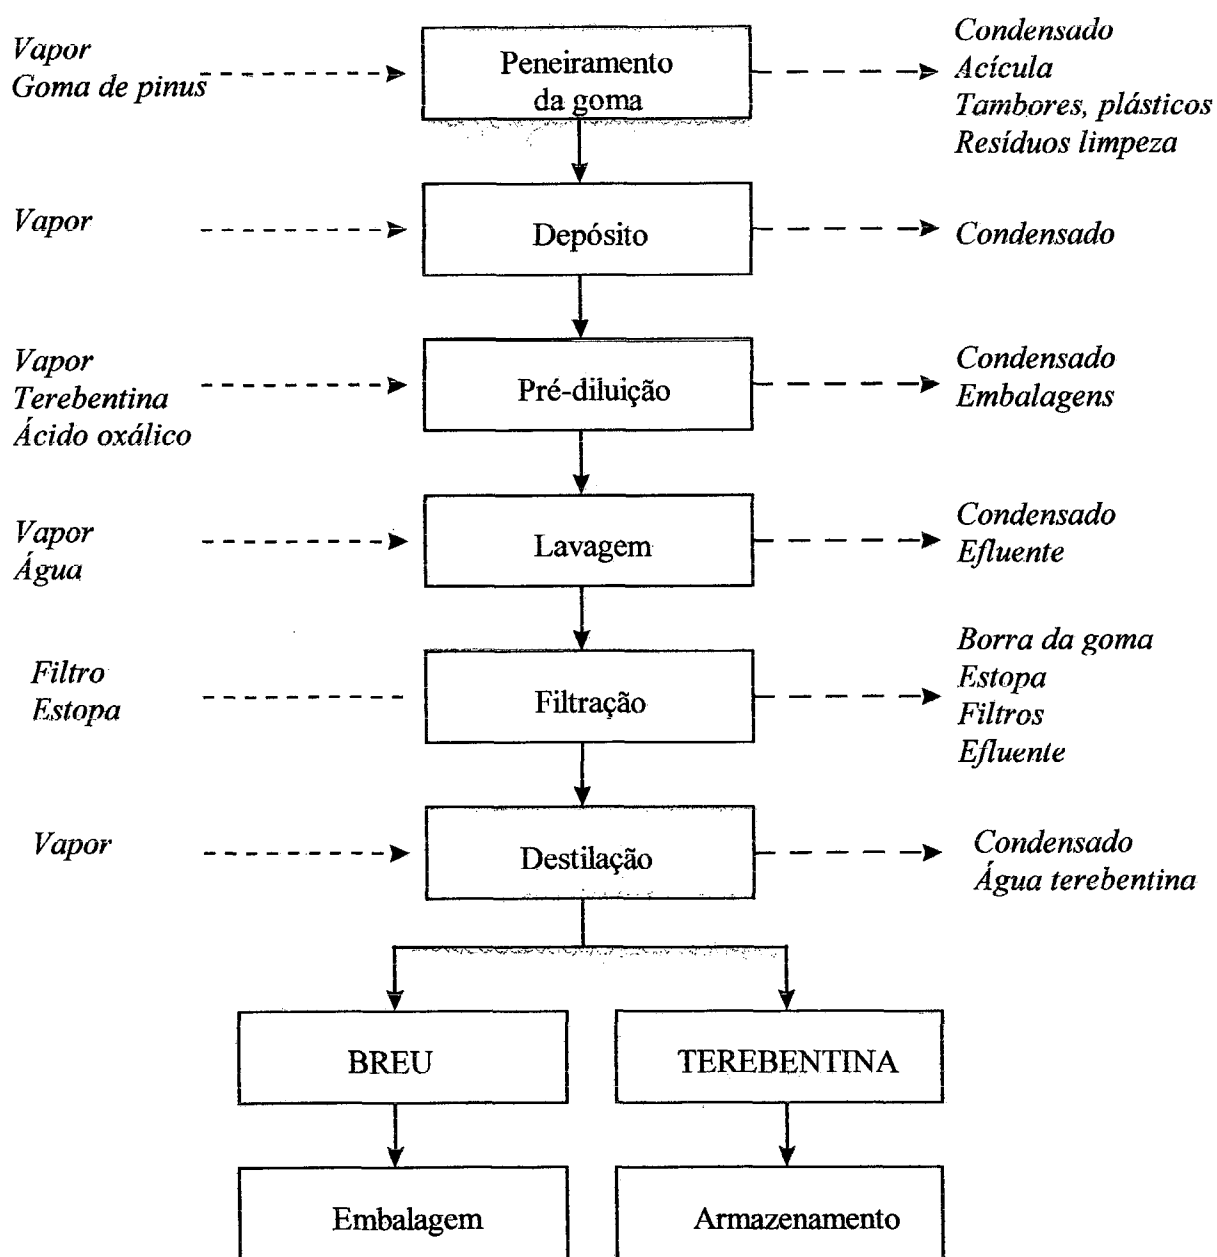 Vapor
Goma de pinus
Peneiramento
da goma
Condensado
Acícula
Tambores, plásticos
Resíduos limpeza
Vapor
Depósito
Condensado
Vapor
Terebentina
Ácido oxálico
Pré-diluição
Condensado
Embalagens
Vapor
Água
Lavagem
Condensado
Efluente
Filtro
Estopa
Filtração
Borra da goma
Estopa
Filtros
Efluente
Vapor
Destilação
Condensado
Água terebentina
BREU
TEREBENTINA
Embalagem
Armazenamento